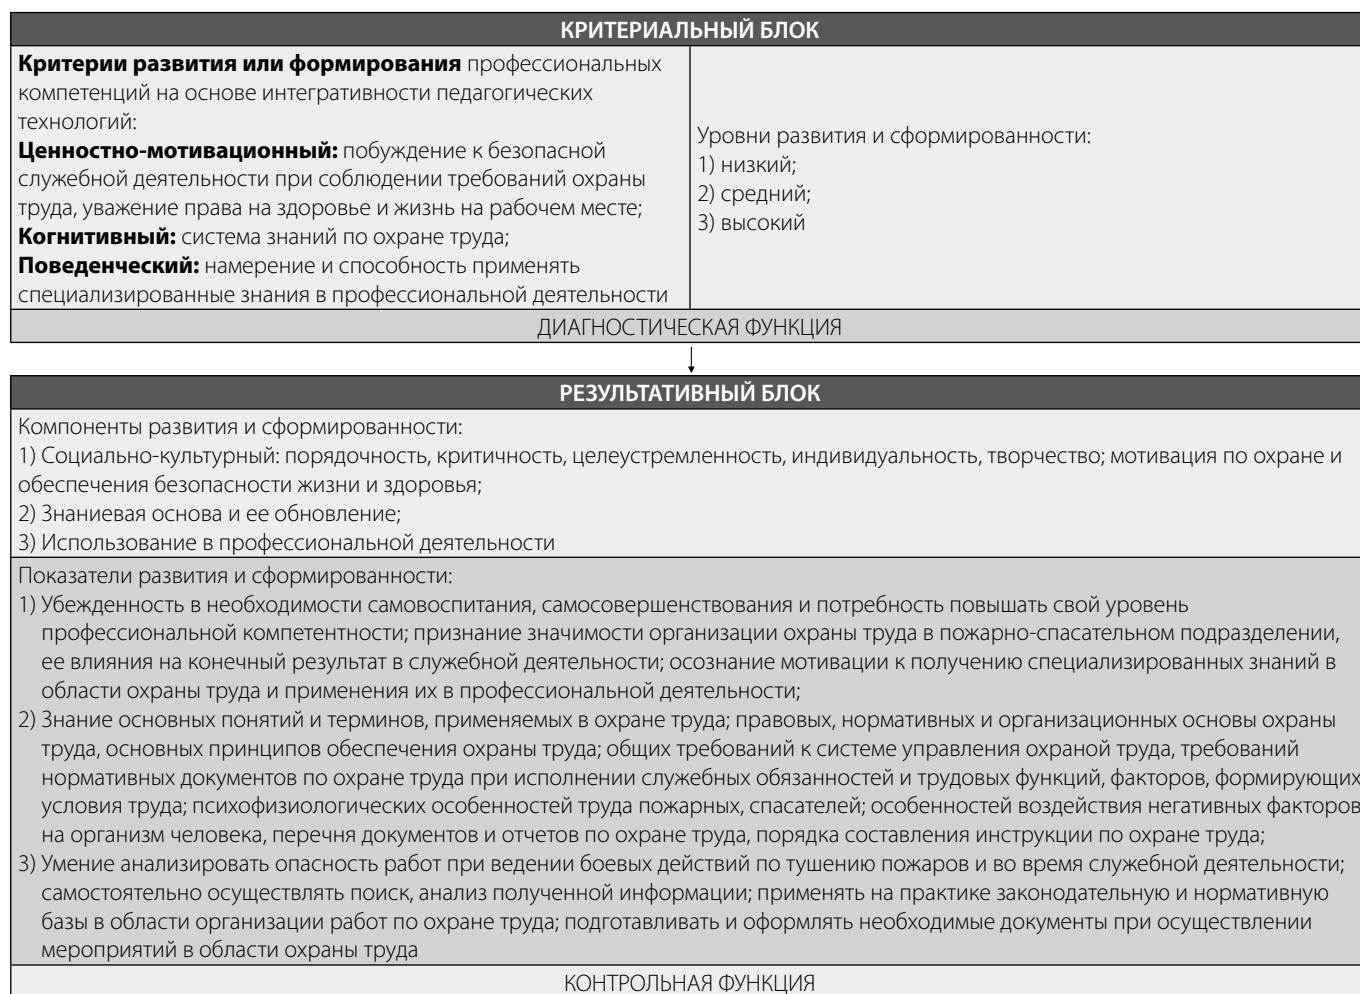 КРИТЕРИАЛЬНЫЙ БЛОК
Критерии развития или формирования профессиональных
компетенций на основе интегративности педагогических
технологий:
Ценностно-мотивационный: побуждение к безопасной
служебной деятельности при соблюдении требований охраны
труда, уважение права на здоровье и жизнь на рабочем месте;
Когнитивный: система знаний по охране труда;
Поведенческий: намерение и способность применять
специализированные знания в профессиональной деятельности
Уровни развития и сформированности:
1) низкий;
2) средний;
3) высокий
ДИАГНОСТИЧЕСКАЯ ФУНКЦИЯ
РЕЗУЛЬТАТИВНЫЙ БЛОК
Компоненты развития и сформированности:
1) Социально-культурный: порядочность, критичность, целеустремленность, индивидуальность, творчество; мотивация по охране и
обеспечения безопасности жизни и здоровья;
2) Знаниевая основа и ее обновление;
3) Использование в профессиональной деятельности
Показатели развития и сформированности:
1) Убежденность в необходимости самовоспитания, самосовершенствования и потребность повышать свой уровень
профессиональной компетентности; признание значимости организации охраны труда в пожарно-спасательном подразделении,
ее влияния на конечный результат в служебной деятельности; осознание мотивации к получению специализированных знаний в
области охраны труда и применения их в профессиональной деятельности;
2) Знание основных понятий и терминов, применяемых в охране труда; правовых, нормативных и организационных основы охраны
труда, основных принципов обеспечения охраны труда; общих требований к системе управления охраной труда, требований
нормативных документов по охране труда при исполнении служебных обязанностей и трудовых функций, факторов, формирующих
условия труда; психофизиологических особенностей труда пожарных, спасателей; особенностей воздействия негативных факторов
на организм человека, перечня документов и отчетов по охране труда, порядка составления инструкции по охране труда;
3) Умение анализировать опасность работ при ведении боевых действий по тушению пожаров и во время служебной деятельности;
самостоятельно осуществлять поиск, анализ полученной информации; применять на практике законодательную и нормативную
базы в области организации работ по охране труда; подготавливать и оформлять необходимые документы при осуществлении
мероприятий в области охраны труда
КОНТРОЛЬНАЯ ФУНКЦИЯ